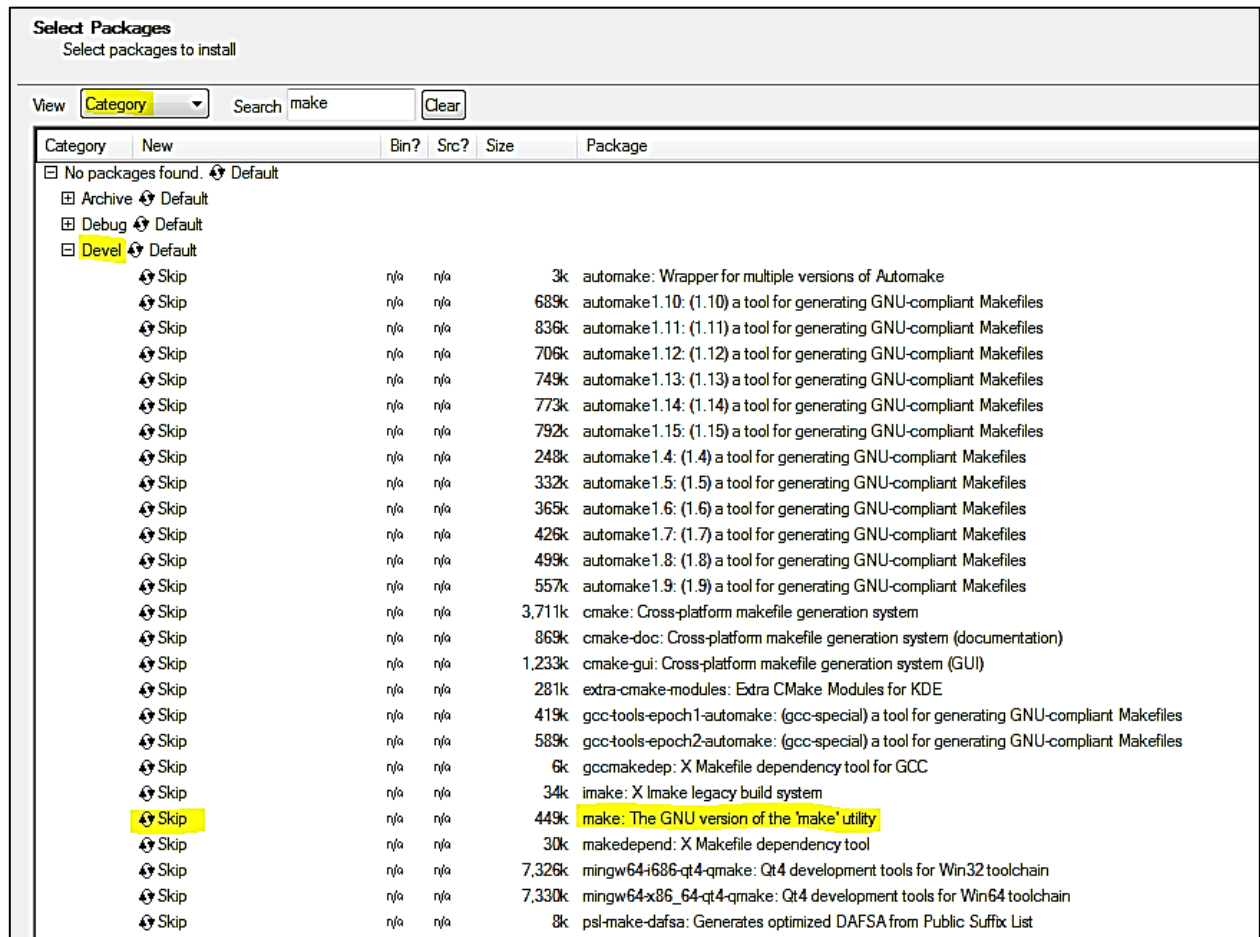 Select Packages
Select packages to install
View Category Search make Clear
Category New Bin? Src? Size Package
No packages found. Default
Archive Default
Debug Default
Devel Default
Skip n/a n/a 3k automake: Wrapper for multiple versions of Automake
Skip n/a n/a 689k automake1.10: (1.10) a tool for generating GNU-compliant Makefiles
Skip n/a n/a 836k automake1.11: (1.11) a tool for generating GNU-compliant Makefiles
Skip n/a n/a 706k automake1.12: (1.12) a tool for generating GNU-compliant Makefiles
Skip n/a n/a 749k automake1.13: (1.13) a tool for generating GNU-compliant Makefiles
Skip n/a n/a 773k automake1.14: (1.14) a tool for generating GNU-compliant Makefiles
Skip n/a n/a 792k automake1.15: (1.15) a tool for generating GNU-compliant Makefiles
Skip n/a n/a 248k automake1.4: (1.4) a tool for generating GNU-compliant Makefiles
Skip n/a n/a 332k automake1.5: (1.5) a tool for generating GNU-compliant Makefiles
Skip n/a n/a 365k automake1.6: (1.6) a tool for generating GNU-compliant Makefiles
Skip n/a n/a 426k automake1.7: (1.7) a tool for generating GNU-compliant Makefiles
Skip n/a n/a 499k automake1.8: (1.8) a tool for generating GNU-compliant Makefiles
Skip n/a n/a 557k automake1.9: (1.9) a tool for generating GNU-compliant Makefiles
Skip n/a n/a 3,711k cmake: Cross-platform makefile generation system
Skip n/a n/a 869k cmake-doc: Cross-platform makefile generation system (documentation)
Skip n/a n/a 1,233k cmake-gui: Cross-platform makefile generation system (GUI)
Skip n/a n/a 281k extra-cmake-modules: Extra CMake Modules for KDE
Skip n/a n/a 419k gcc-tools-epoch1-automake: (gcc-special) a tool for generating GNU-compliant Makefiles
Skip n/a n/a 589k gcc-tools-epoch2-automake: (gcc-special) a tool for generating GNU-compliant Makefiles
Skip n/a n/a 6k gccmakedep: X Makefile dependency tool for GCC
Skip n/a n/a 34k imake: X Imake legacy build system
Skip n/a n/a 449k make: The GNU version of the 'make' utility
Skip n/a n/a 30k makedepend: X Makefile dependency tool
Skip n/a n/a 7,326k mingw64-i686-qt4-qmake: Qt4 development tools for Win32 toolchain
Skip n/a n/a 7,330k mingw64-x86_64-qt4-qmake: Qt4 development tools for Win64 toolchain
Skip n/a n/a 8k psl-make-dafsa: Generates optimized DAFSA from Public Suffix List